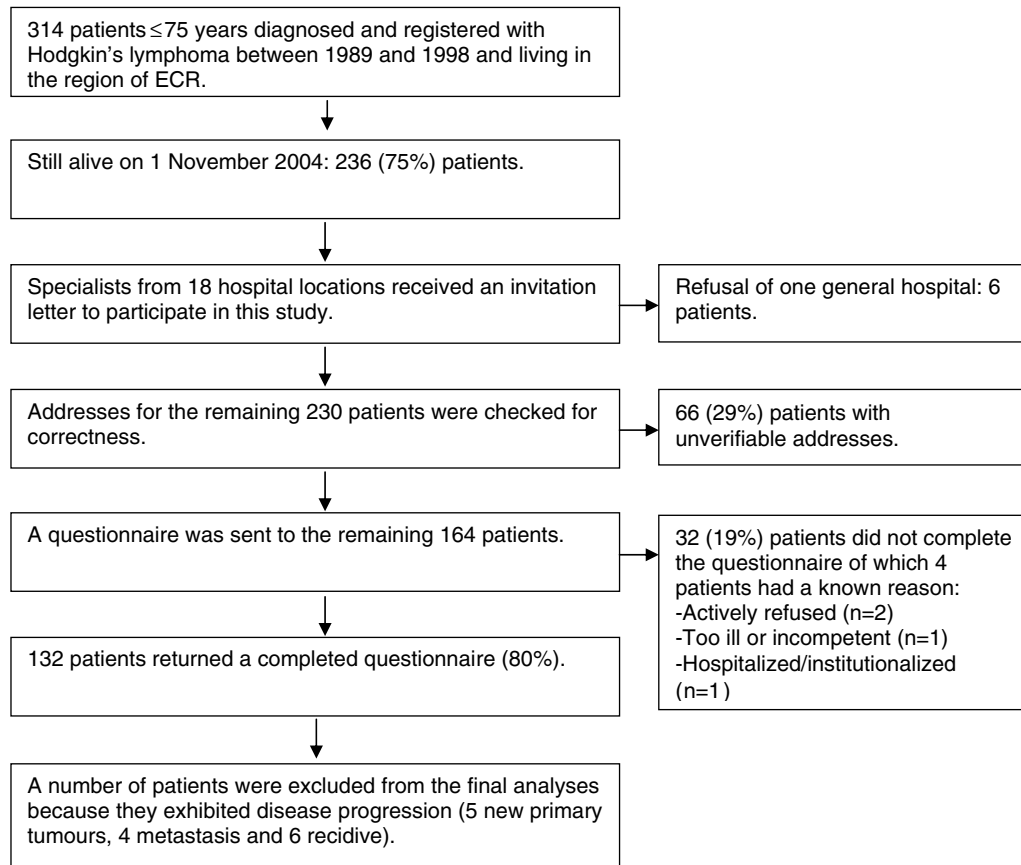 314 patients ≤75 years diagnosed and registered with
Hodgkin's lymphoma between 1989 and 1998 and living in
the region of ECR.
Still alive on 1 November 2004: 236 (75%) patients.
Specialists from 18 hospital locations received an invitation
letter to participate in this study.
Refusal of one general hospital: 6
patients.
Addresses for the remaining 230 patients were checked for
correctness.
66 (29%) patients with
unverifiable addresses.
A questionnaire was sent to the remaining 164 patients.
32 (19%) patients did not complete
the questionnaire of which 4
patients had a known reason:
-Actively refused (n=2)
-Too ill or incompetent (n=1)
-Hospitalized/institutionalized
(n=1)
132 patients returned a completed questionnaire (80%).
A number of patients were excluded from the final analyses
because they exhibited disease progression (5 new primary
tumours, 4 metastasis and 6 recidive).